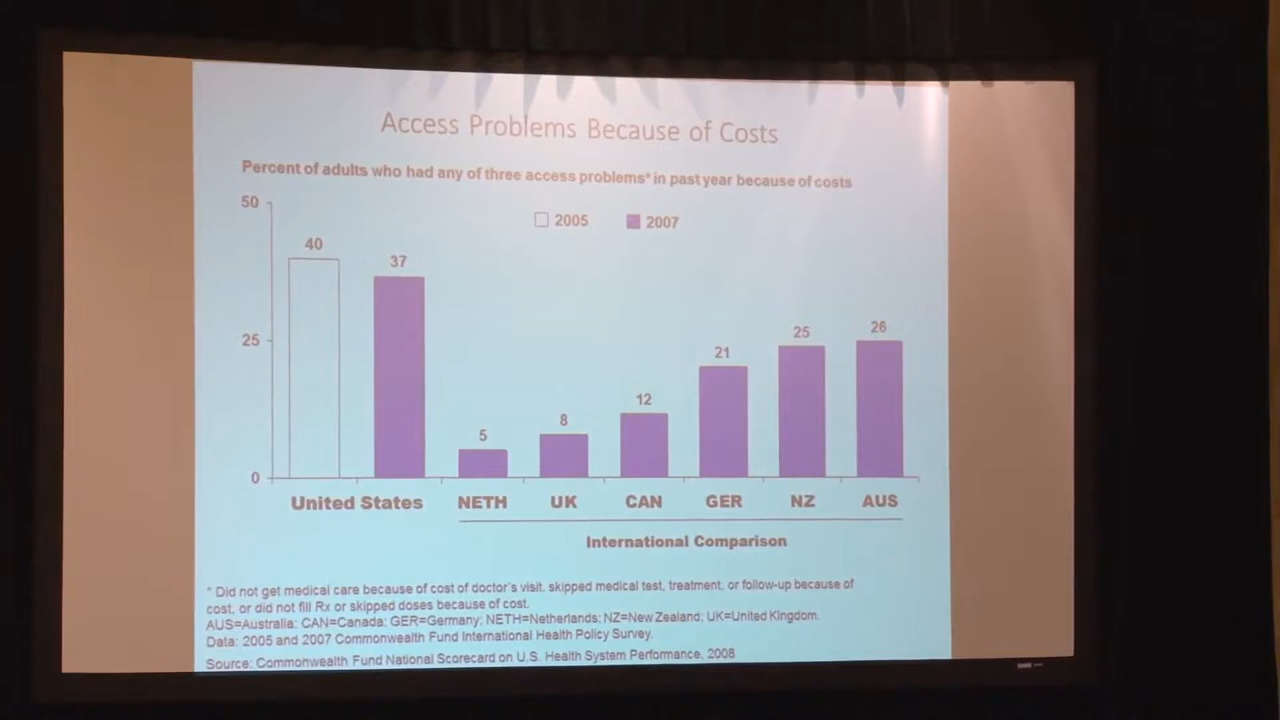 Access Problems Because of Costs
Percent of adults who had any of three access problems* in past year because of costs
50
2005 2007
40
37
25
26
25
21
12
8
5
0
United States NETH UK CAN GER NZ AUS
International Comparison
* Did not get medical care because of cost of doctor's visit, skipped medical test, treatment, or follow-up because of
cost, or did not fill Rx or skipped doses because of cost.
AUS=Australia; CAN=Canada; GER=Germany; NETH=Netherlands; NZ=New Zealand; UK=United Kingdom.
Data: 2005 and 2007 Commonwealth Fund International Health Policy Survey.
Source: Commonwealth Fund National Scorecard on U.S. Health System Performance, 2008